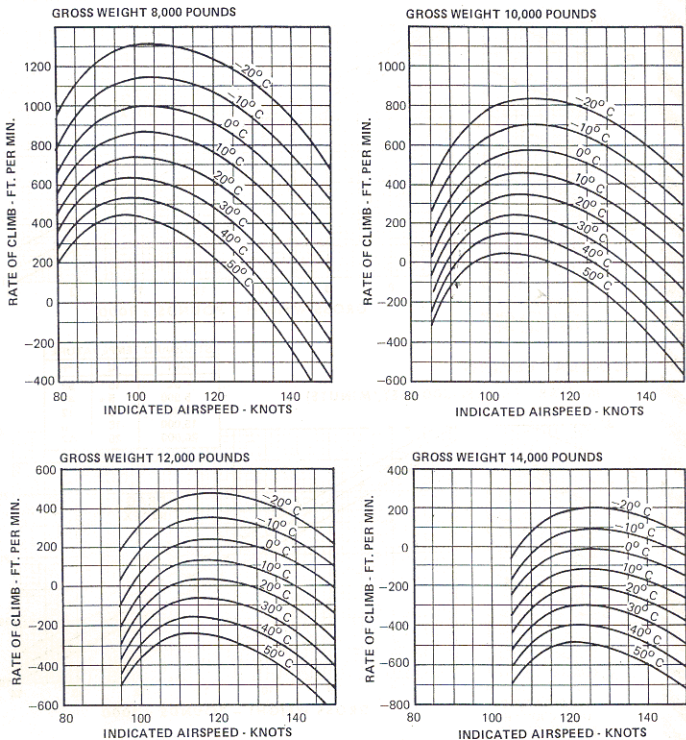 GROSS WEIGHT 8,000 POUNDS
RATE OF CLIMB - FT. PER MIN.
1200
1000
800
600
400
200
0
−200
−400
80
100
120
140
INDICATED AIRSPEED - KNOTS
−20° C
−10° C
0° C
10° C
20° C
30° C
40° C
50° C
GROSS WEIGHT 10,000 POUNDS
RATE OF CLIMB - FT. PER MIN.
1000
800
600
400
200
0
−200
−400
−600
80
100
120
140
INDICATED AIRSPEED - KNOTS
−20° C
−10° C
0° C
10° C
20° C
30° C
40° C
50° C
GROSS WEIGHT 12,000 POUNDS
RATE OF CLIMB - FT. PER MIN.
600
400
200
0
−200
−400
−600
80
100
120
140
INDICATED AIRSPEED - KNOTS
−20° C
−10° C
0° C
10° C
20° C
30° C
40° C
50° C
GROSS WEIGHT 14,000 POUNDS
RATE OF CLIMB - FT. PER MIN.
400
200
0
−200
−400
−600
−800
80
100
120
140
INDICATED AIRSPEED - KNOTS
−20° C
−10° C
0° C
10° C
20° C
30° C
40° C
50° C